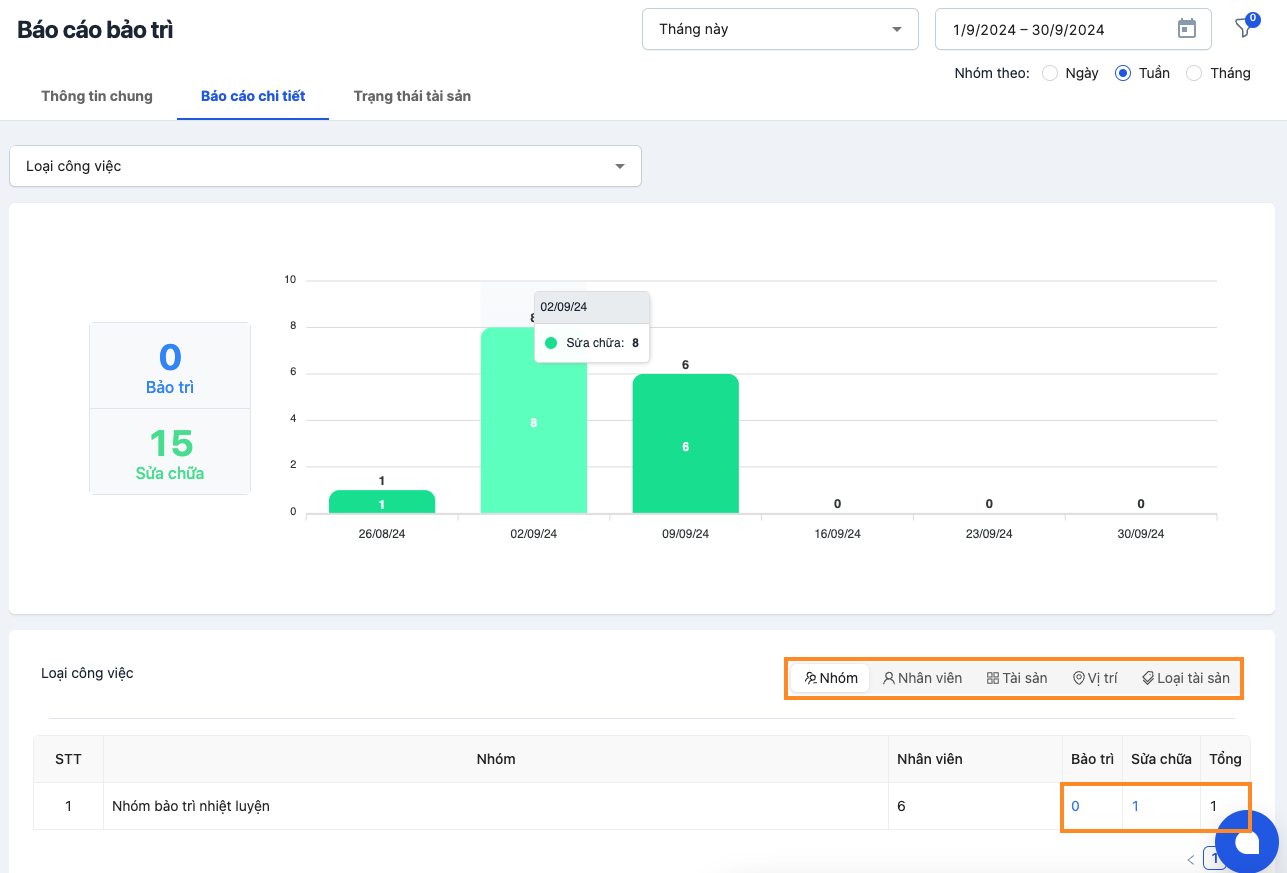 Báo cáo bảo trì
Tháng này
1/9/2024 – 30/9/2024
0
Nhóm theo: Ngày Tuần Tháng
Thông tin chung Báo cáo chi tiết Trạng thái tài sản
Loại công việc
0
Bảo trì
15
Sửa chữa
10
8
6
4
2
0
02/09/24
Sửa chữa: 8
1
1
8
8
6
6
0
0
0
26/08/24 02/09/24 09/09/24 16/09/24 23/09/24 30/09/24
Loại công việc
Nhóm Nhân viên Tài sản Vị trí Loại tài sản
STT Nhóm Nhân viên Bảo trì Sửa chữa Tổng
1 Nhóm bảo trì nhiệt luyện 6 0 1 1
< 1